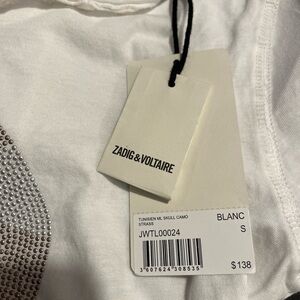 ZADIG & VOLTAIRE
TUNISIEN ML SKULL CAMO
STRASS
BLANC
JWTL00024
S
3 607624 308535
$138